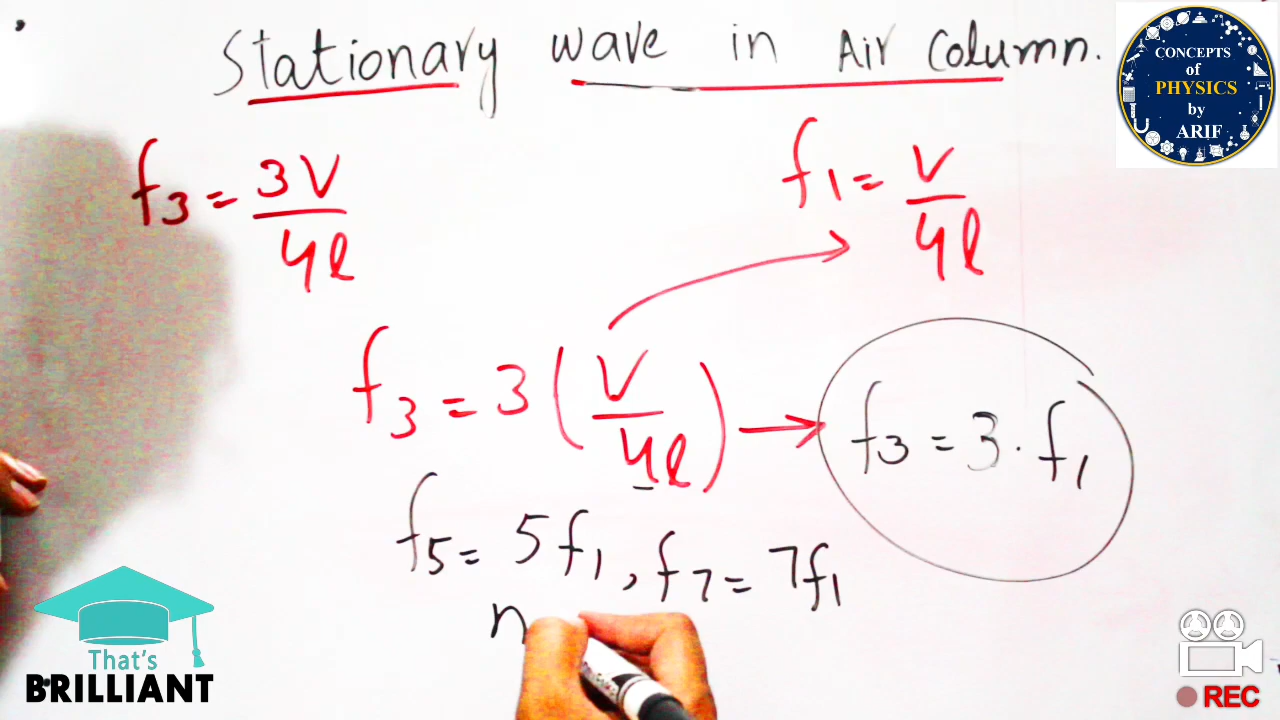 Stationary wave in Air Column.
CONCEPTS
of
PHYSICS
by
ARIF
f3 = 3V/4l
f1 = V/4l
f3 = 3(V/4l) → f3 = 3·f1
f5 = 5f1, f7 = 7f1
n
That's
BRILLIANT
REC